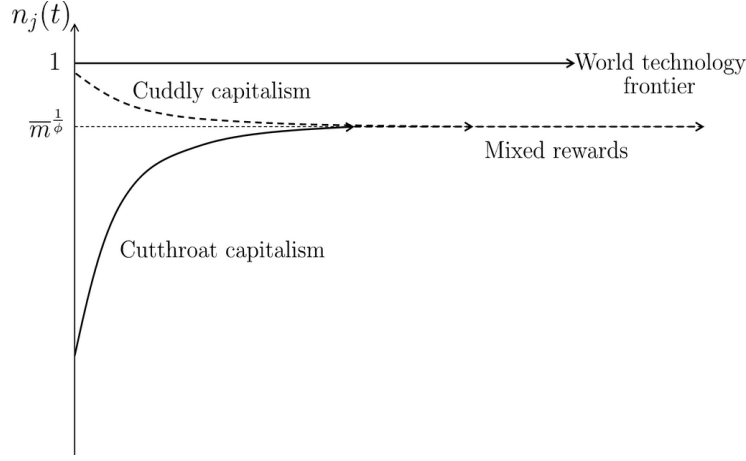 n_j(t)
1
World technology
frontier
Cuddly capitalism
m̅^{1/ϕ}
Mixed rewards
Cutthroat capitalism